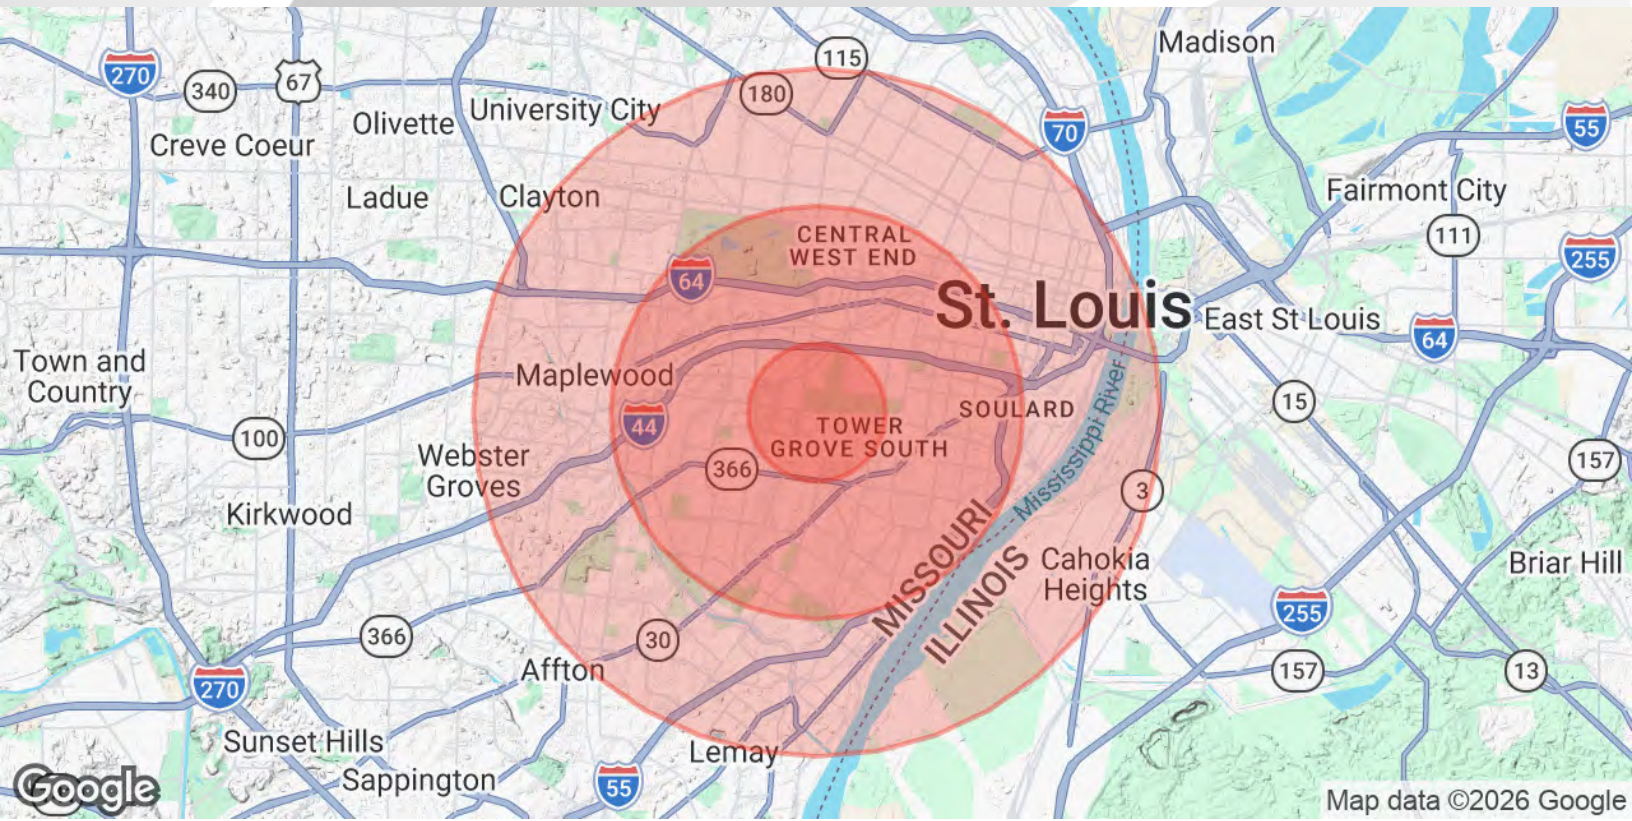 115
Madison
270
340
67
180
University City
Olivette
70
55
Creve Coeur
Ladue
Clayton
Fairmont City
CENTRAL
WEST END
111
255
64
St. Louis
East St Louis
64
Town and
Country
Maplewood
15
SOULARD
44
TOWER
GROVE SOUTH
100
Webster
Groves
366
Mississippi River
3
157
Kirkwood
MISSOURI
ILLINOIS
Cahokia
Heights
Briar Hill
255
366
30
Affton
157
13
270
Sunset Hills
Lemay
Sappington
55
Google
Map data ©2026 Google